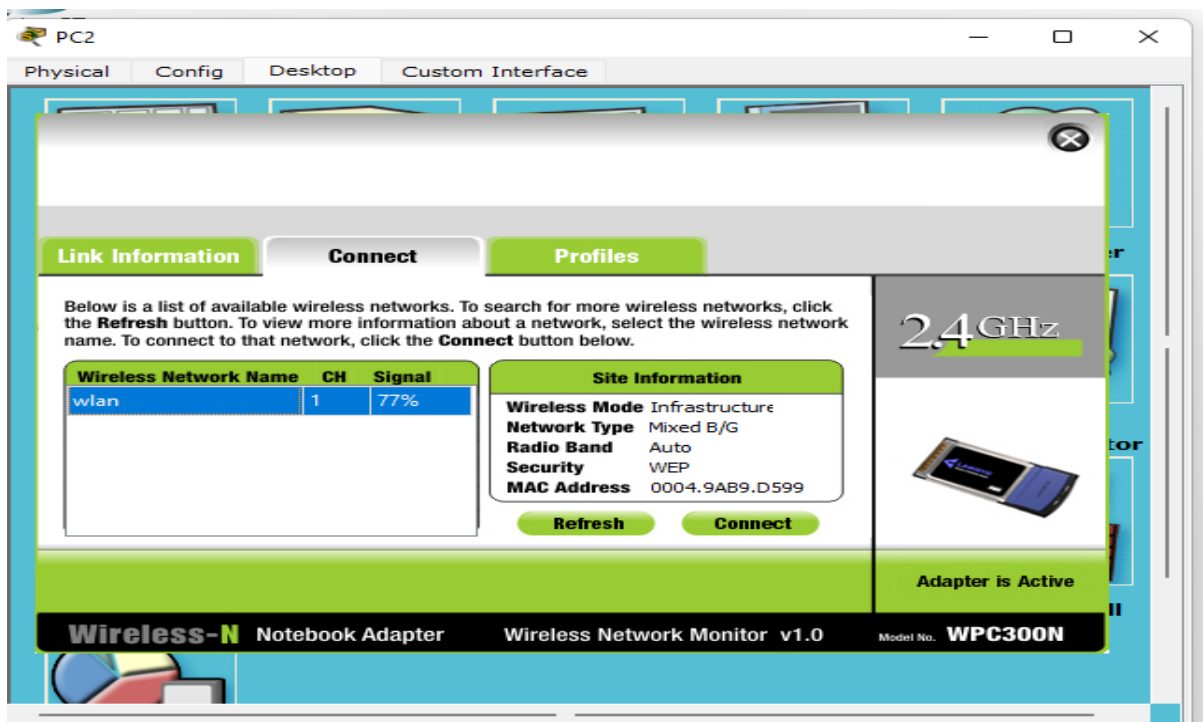 PC2
Physical Config Desktop Custom Interface
Link Information Connect Profiles
Below is a list of available wireless networks. To search for more wireless networks, click
the Refresh button. To view more information about a network, select the wireless network
name. To connect to that network, click the Connect button below.
2.4GHz
Wireless Network Name CH Signal
wlan 1 77%
Site Information
Wireless Mode Infrastructure
Network Type Mixed B/G
Radio Band Auto
Security WEP
MAC Address 0004.9AB9.D599
Refresh Connect
Adapter is Active
Wireless-N Notebook Adapter Wireless Network Monitor v1.0 Model No. WPC300N